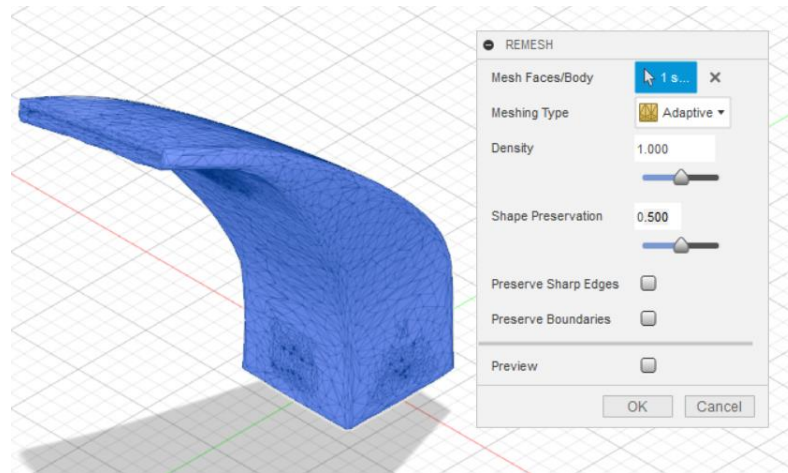 REMESH
Mesh Faces/Body 1 s...
Meshing Type Adaptive
Density 1.000
Shape Preservation 0.500
Preserve Sharp Edges
Preserve Boundaries
Preview
OK Cancel